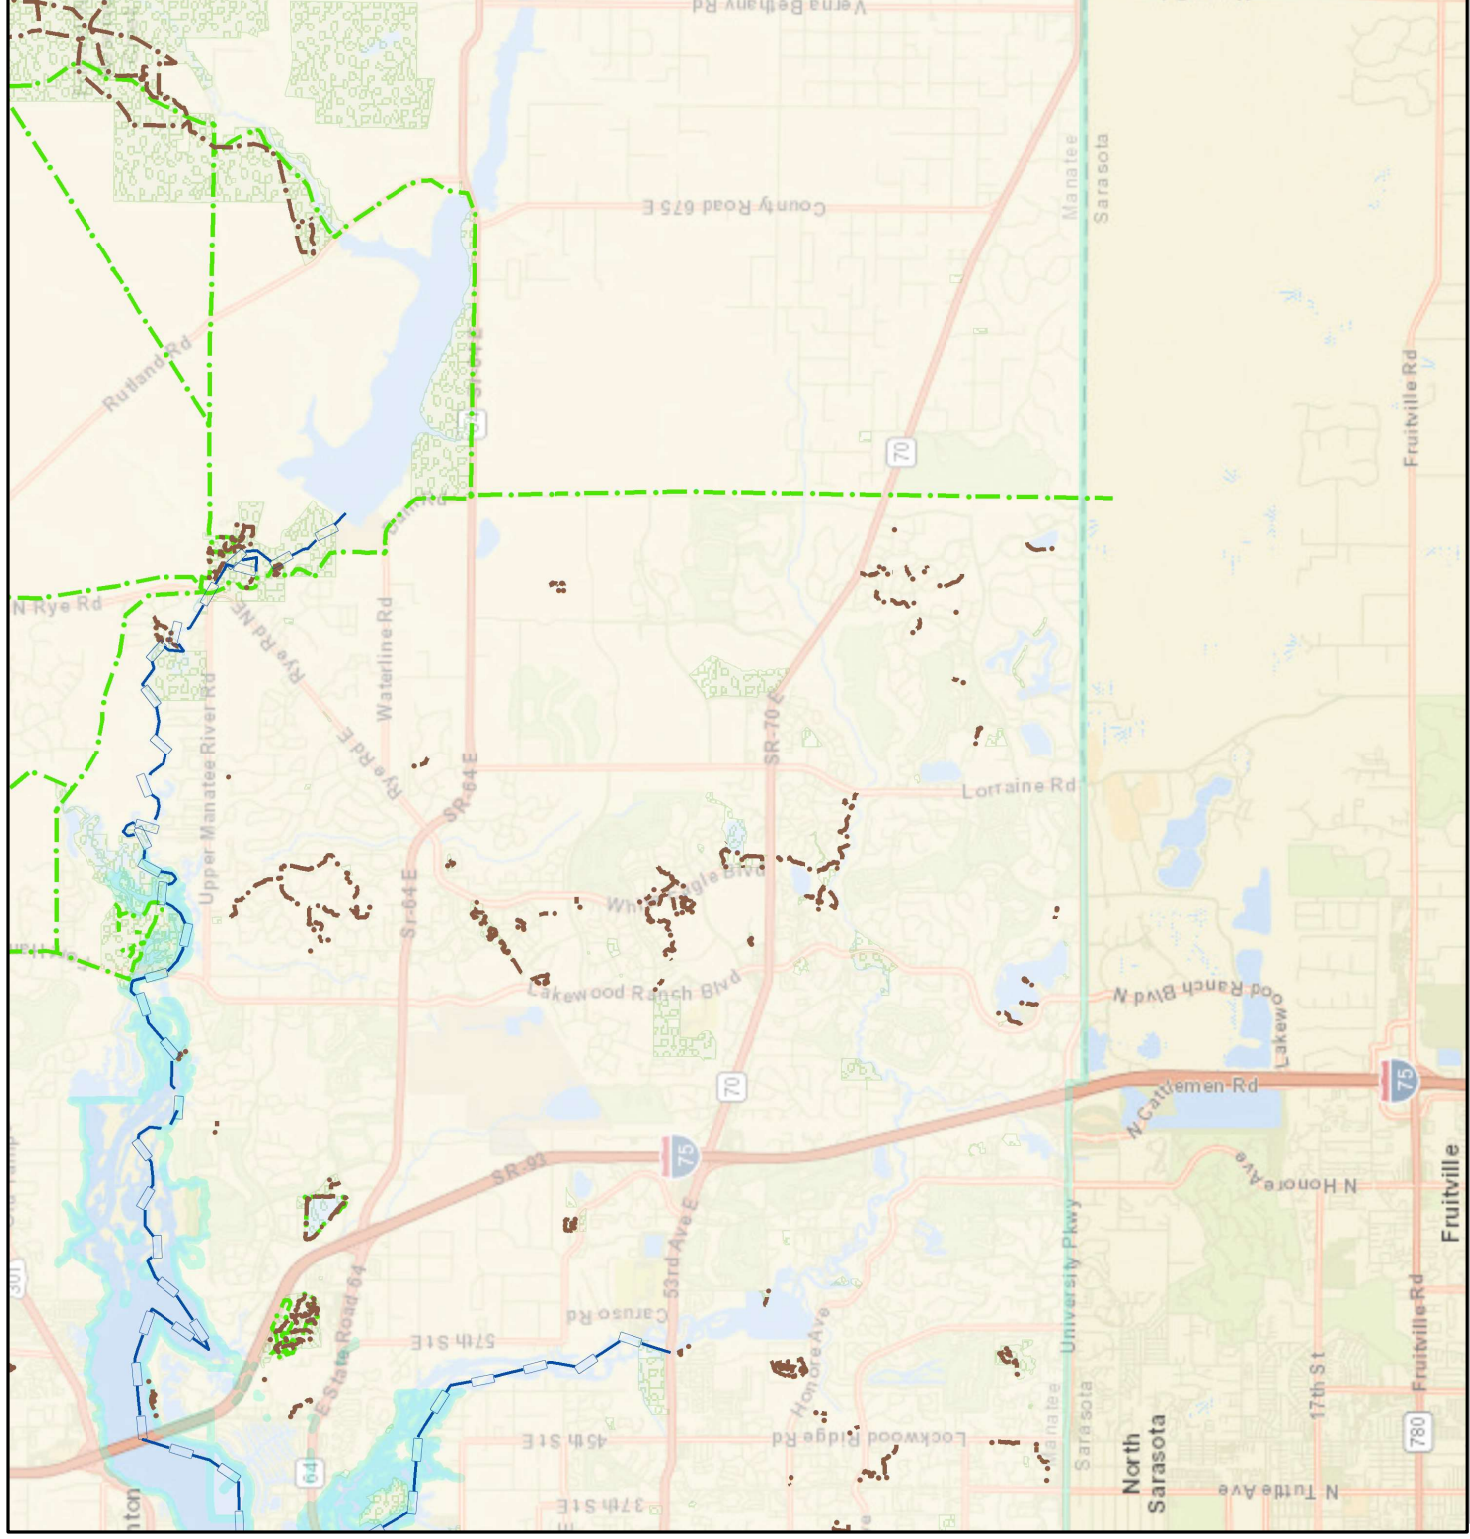 Verna Bethany Rd
Manatee
Sarasota
County Road 675 E
Rutland Rd
Fruitville Rd
70
N Rye Rd
Rye Rd NE
Waterline Rd
Upper Manatee River Rd
Rye Rd E
SR-70 E
SR-64 E
Lorraine Rd
Sr-64 E
Lakewood Ranch Blvd
ood Ranch Blvd N
Lakewo
70
75
N Cattlemen Rd
75
SR-93
N Honore Ave
Fruitville
University Pkwy
53rd Ave E
301
E State Road 64
Caruso Rd
57th St E
Honore Ave
Fruitville Rd
17th St
Manatee
Sarasota
45th St E
Lockwood Ridge Rd
North
Sarasota
780
64
nton
37th St E
N Tuttle Ave